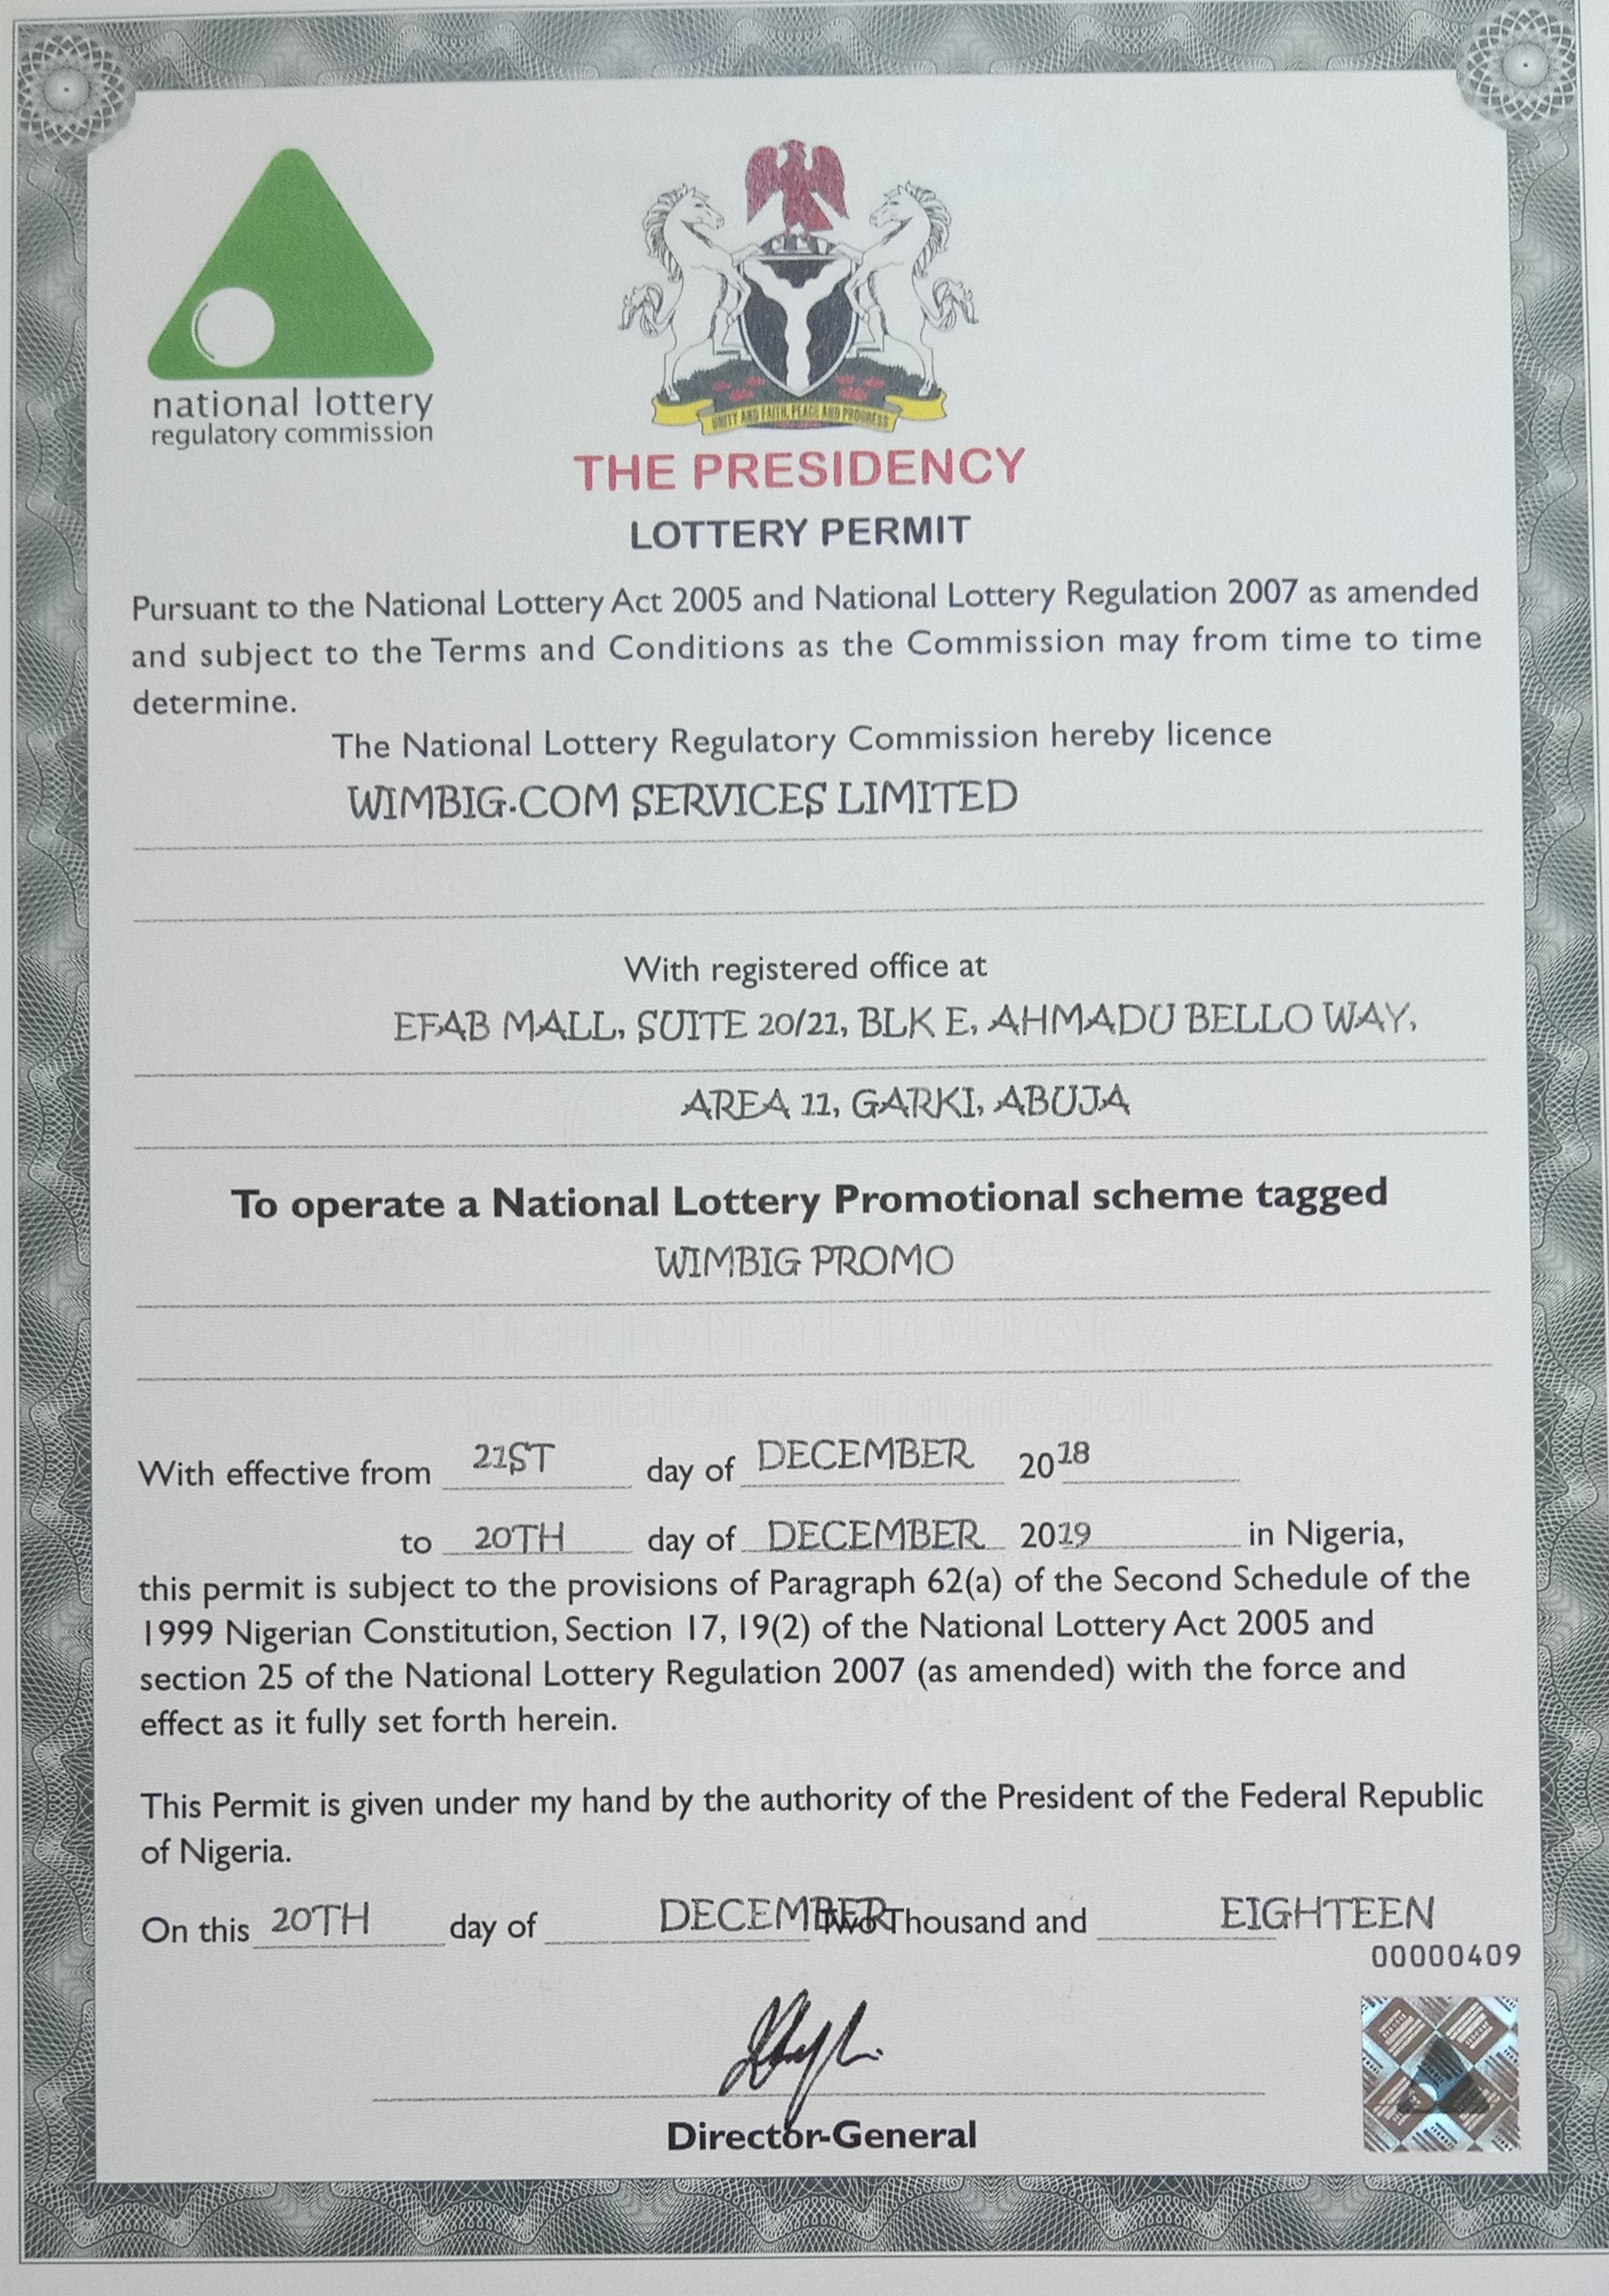 national lottery
regulatory commission
UNITY AND FAITH, PEACE AND PROGRESS
THE PRESIDENCY
LOTTERY PERMIT
Pursuant to the National Lottery Act 2005 and National Lottery Regulation 2007 as amended
and subject to the Terms and Conditions as the Commission may from time to time
determine.
The National Lottery Regulatory Commission hereby licence
WIMBIG.COM SERVICES LIMITED
With registered office at
EFAB MALL, SUITE 20/21, BLK E, AHMADU BELLO WAY,
AREA 11, GARKI, ABUJA
To operate a National Lottery Promotional scheme tagged
WIMBIG PROMO
national lottery
regulatory commission
With effective from 21ST day of DECEMBER 2018
to 20TH day of DECEMBER 2019 in Nigeria,
this permit is subject to the provisions of Paragraph 62(a) of the Second Schedule of the
1999 Nigerian Constitution, Section 17, 19(2) of the National Lottery Act 2005 and
section 25 of the National Lottery Regulation 2007 (as amended) with the force and
effect as it fully set forth herein.
This Permit is given under my hand by the authority of the President of the Federal Republic
of Nigeria.
On this 20TH day of DECEMBER Two Thousand and EIGHTEEN
00000409
Director-General